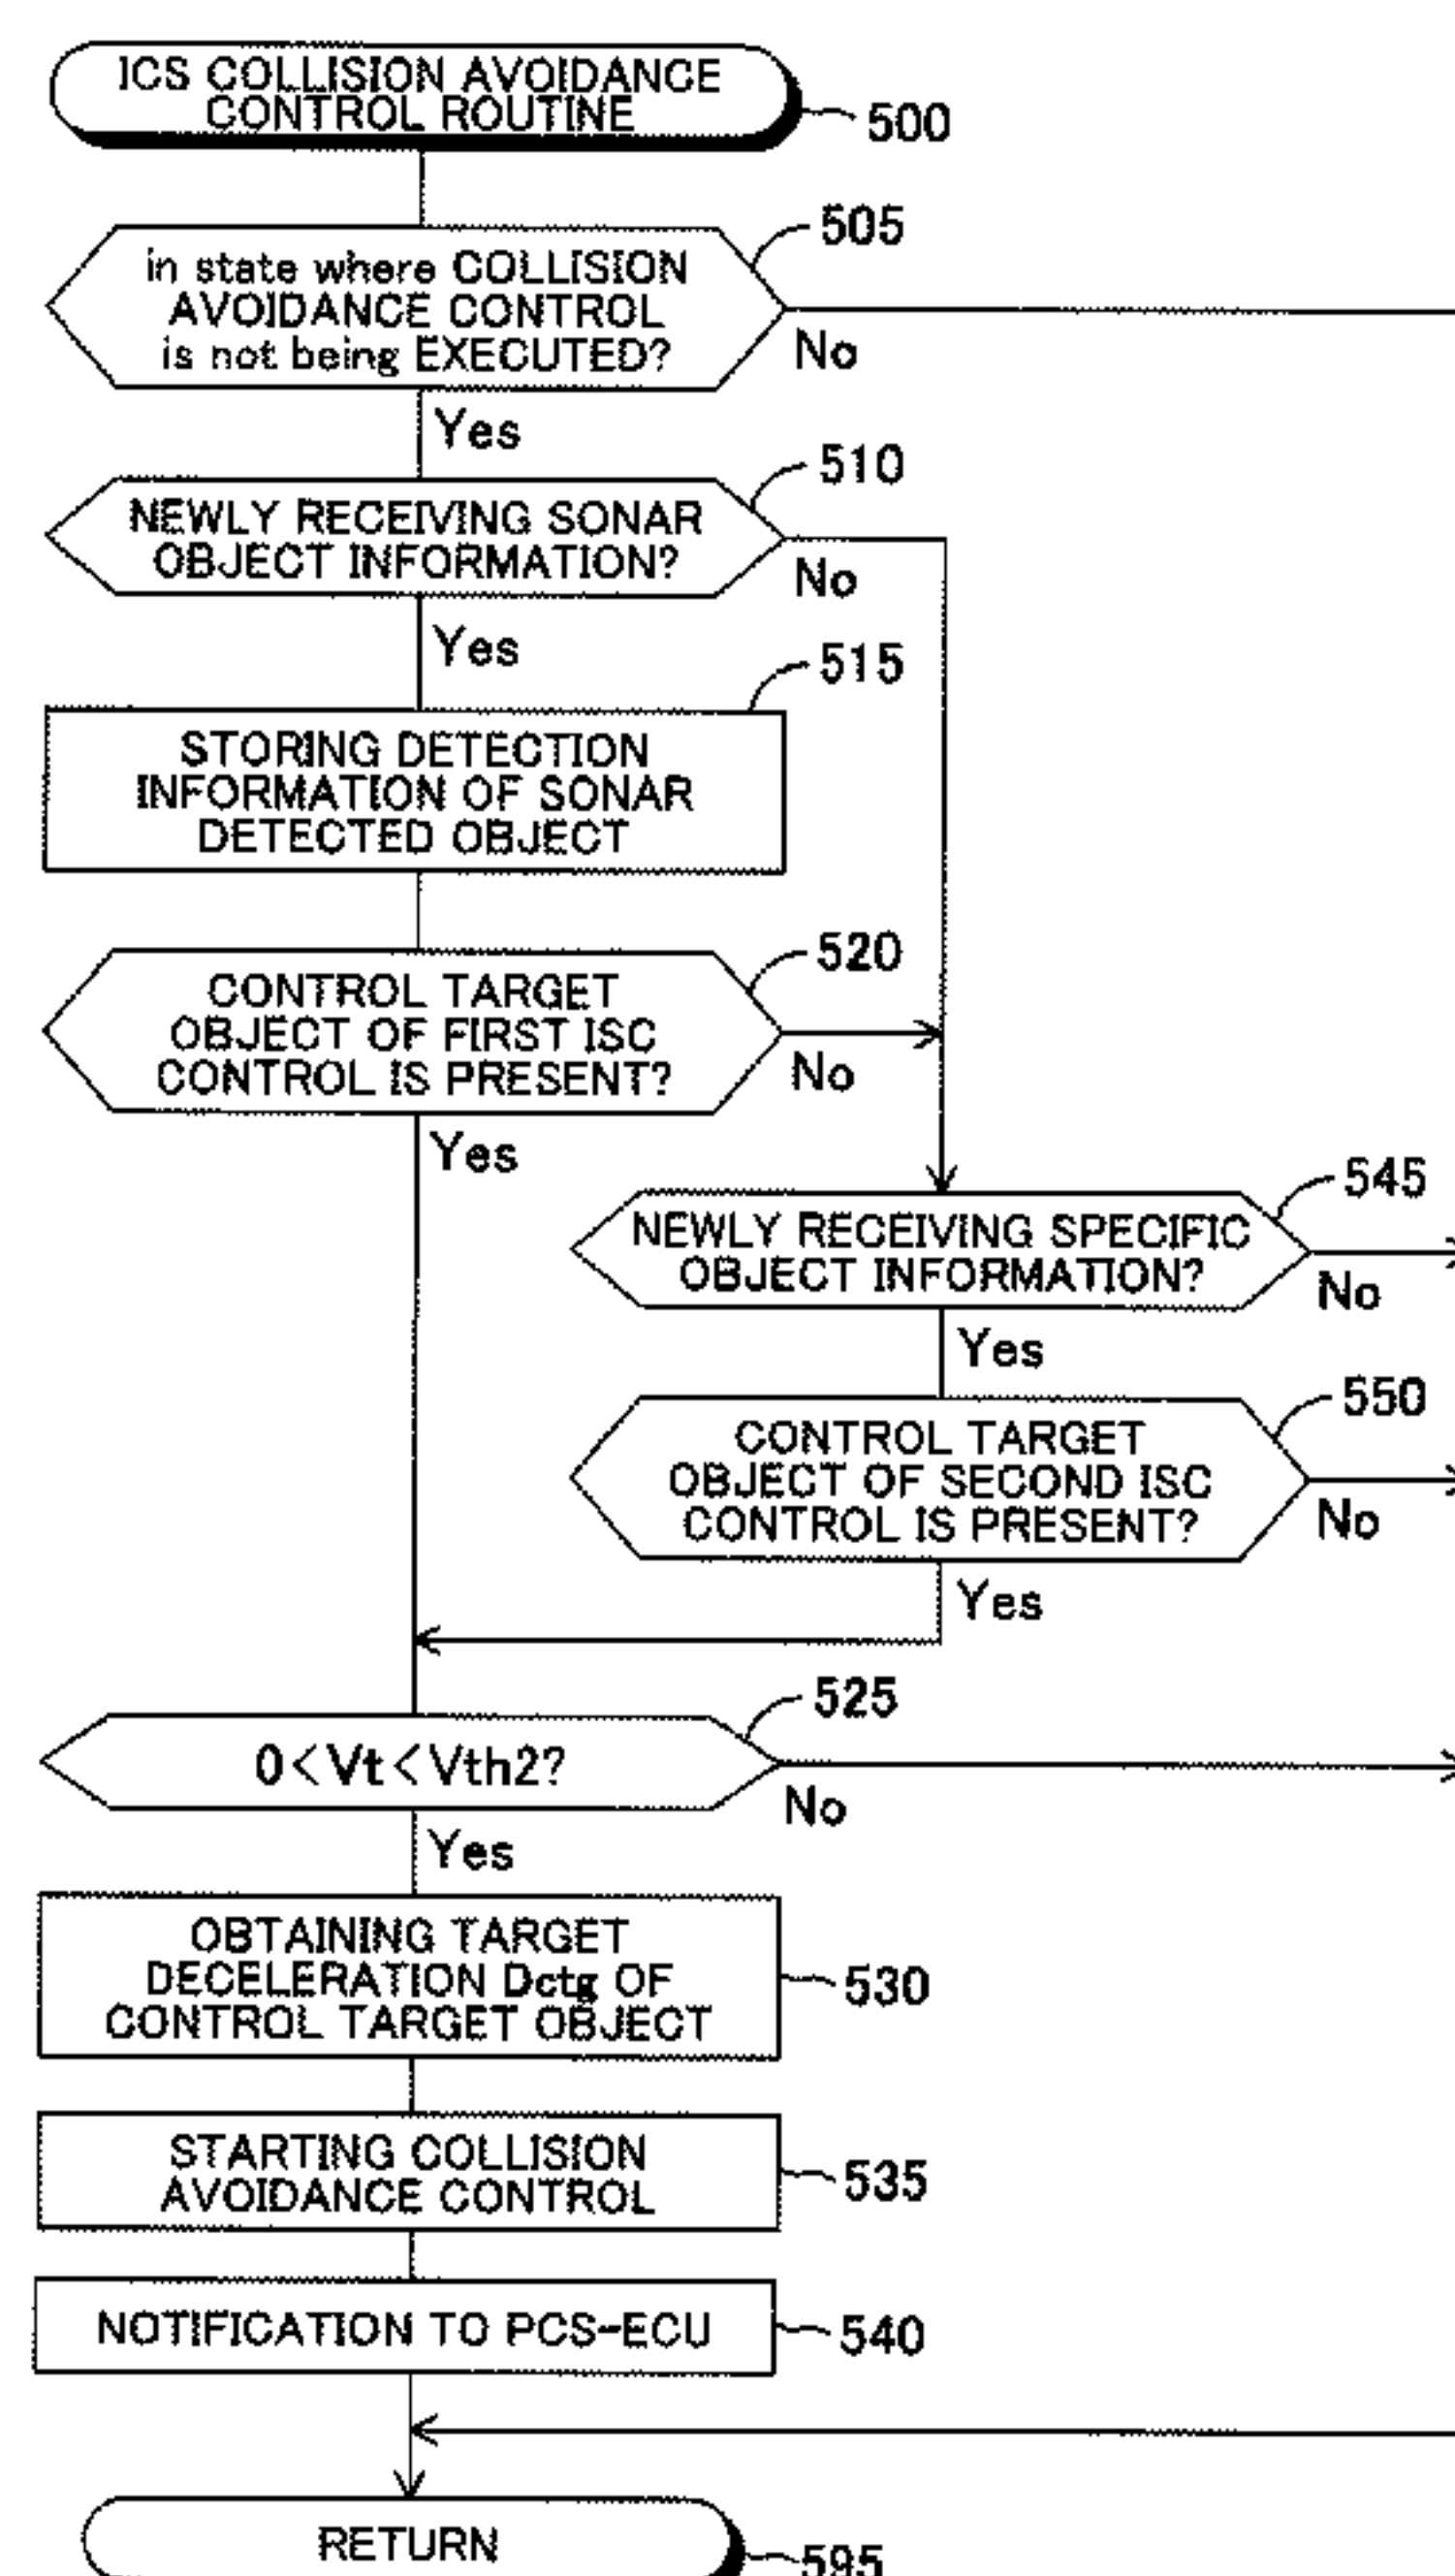 ICS COLLISION AVOIDANCE
CONTROL ROUTINE
500
505
in state where COLLISION
AVOIDANCE CONTROL
is not being EXECUTED?
No
Yes
510
NEWLY RECEIVING SONAR
OBJECT INFORMATION?
No
Yes
515
STORING DETECTION
INFORMATION OF SONAR
DETECTED OBJECT
520
CONTROL TARGET
OBJECT OF FIRST ISC
CONTROL IS PRESENT?
No
Yes
545
NEWLY RECEIVING SPECIFIC
OBJECT INFORMATION?
No
Yes
550
CONTROL TARGET
OBJECT OF SECOND ISC
CONTROL IS PRESENT?
No
Yes
525
0<Vt<Vth2?
No
Yes
OBTAINING TARGET
DECELERATION Dctg OF
CONTROL TARGET OBJECT
530
STARTING COLLISION
AVOIDANCE CONTROL
535
NOTIFICATION TO PCS-ECU
540
RETURN
595